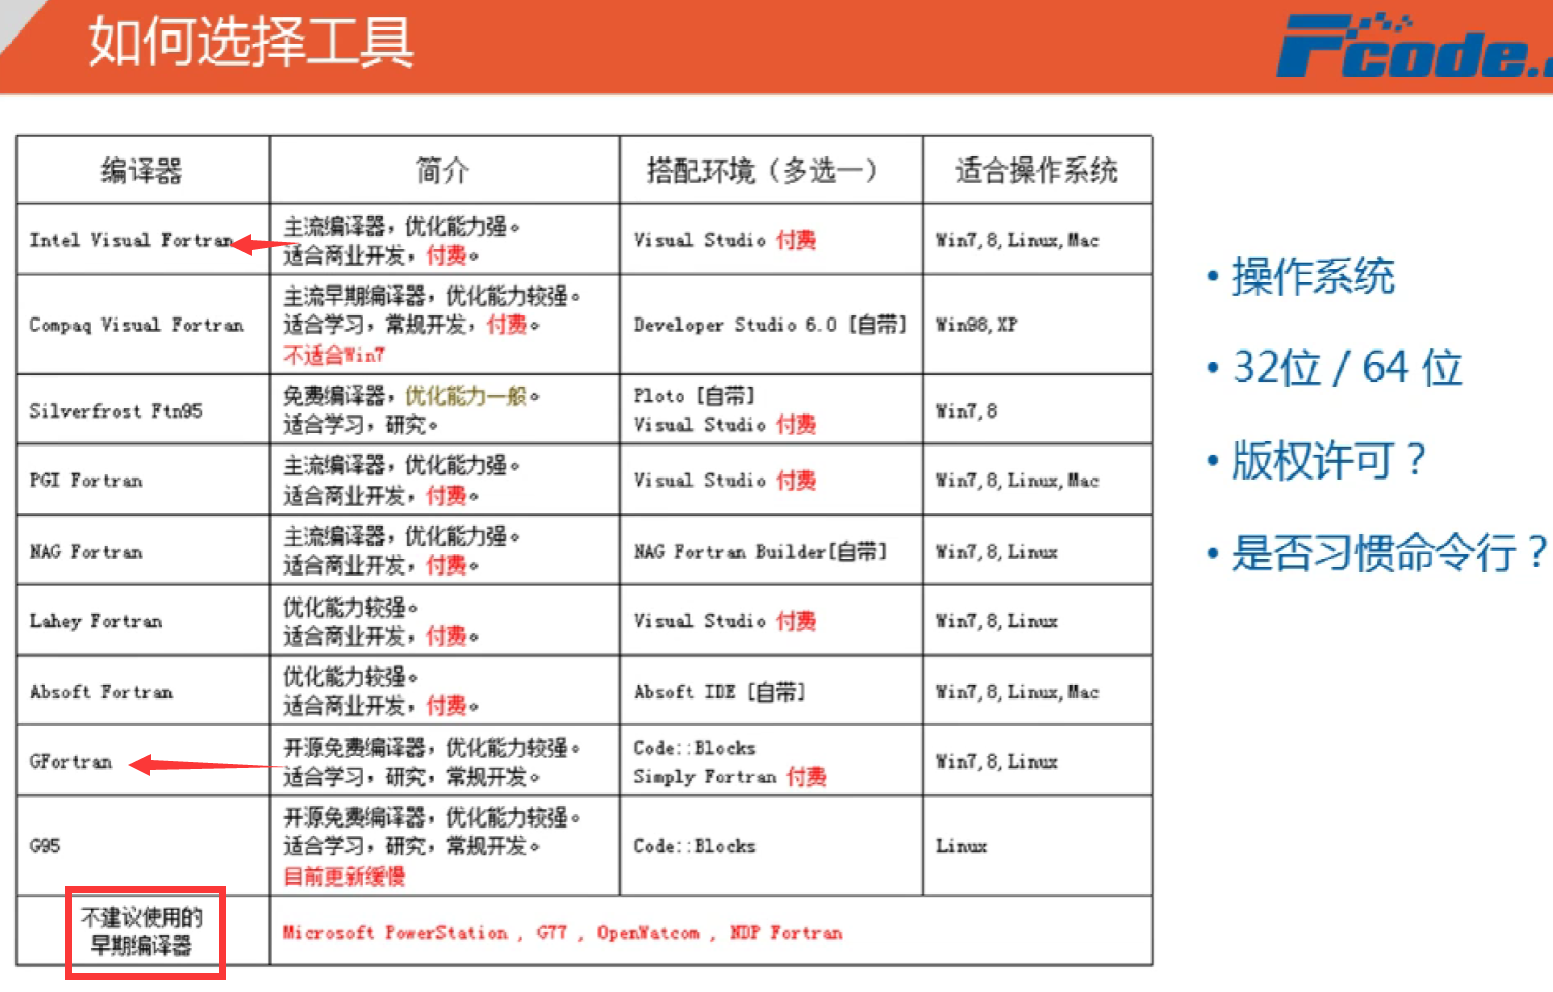 如何选择工具
Fcode.
编译器
简介
搭配环境（多选一）
适合操作系统
Intel Visual Fortran
主流编译器，优化能力强。
适合商业开发，付费。
Visual Studio 付费
Win7,8,Linux,Mac
Compaq Visual Fortran
主流早期编译器，优化能力较强。
适合学习，常规开发，付费。
不适合Win7
Developer Studio 6.0 [自带]
Win98,XP
Silverfrost Ftn95
免费编译器，优化能力一般。
适合学习，研究。
Ploto [自带]
Visual Studio 付费
Win7,8
PGI Fortran
主流编译器，优化能力强。
适合商业开发，付费。
Visual Studio 付费
Win7,8,Linux,Mac
NAG Fortran
主流编译器，优化能力强。
适合商业开发，付费。
NAG Fortran Builder[自带]
Win7,8,Linux
Lahey Fortran
优化能力较强。
适合商业开发，付费。
Visual Studio 付费
Win7,8,Linux
Absoft Fortran
优化能力较强。
适合商业开发，付费。
Absoft IDE [自带]
Win7,8,Linux,Mac
GFortran
开源免费编译器，优化能力较强。
适合学习，研究，常规开发。
Code::Blocks
Simply Fortran 付费
Win7,8,Linux
G95
开源免费编译器，优化能力较强。
适合学习，研究，常规开发。
目前更新缓慢
Code::Blocks
Linux
不建议使用的
早期编译器
Microsoft PowerStation , G77 , OpenWatcom , NDP Fortran
• 操作系统
• 32位 / 64 位
• 版权许可？
• 是否习惯命令行？